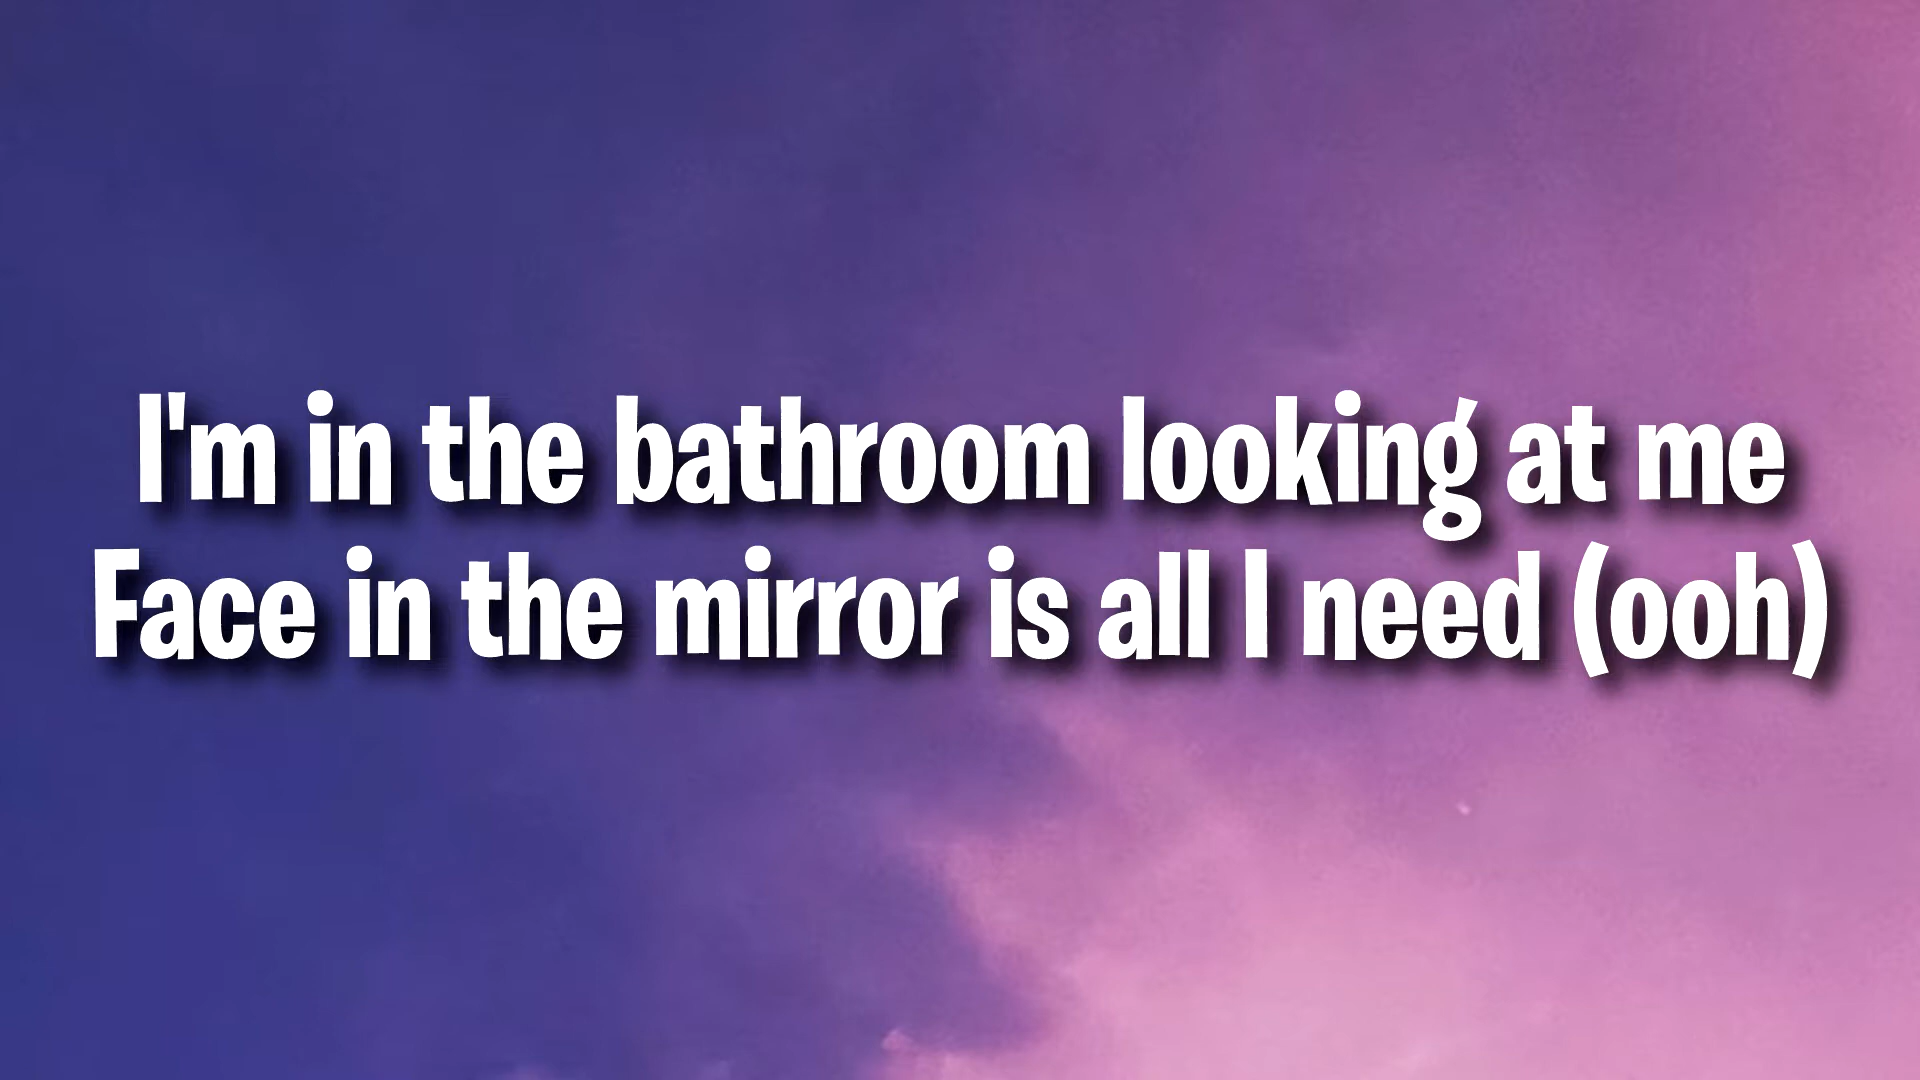 I'm in the bathroom looking at me
Face in the mirror is all I need (ooh)